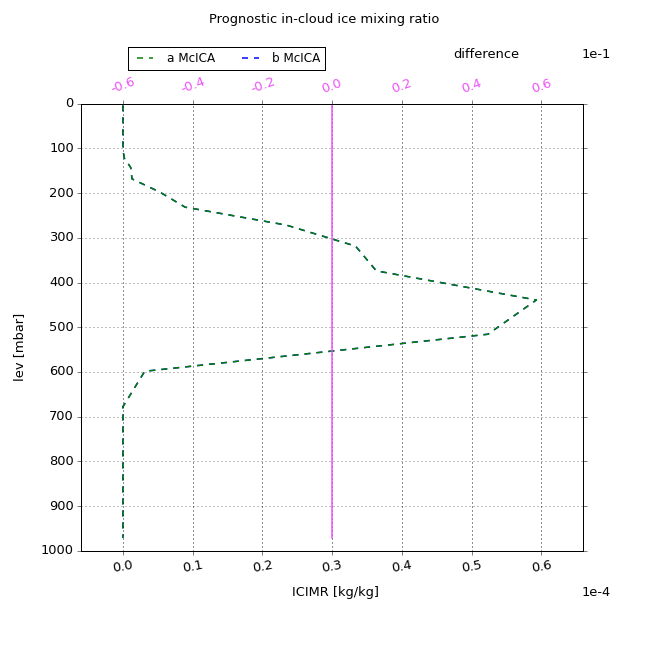 Prognostic in-cloud ice mixing ratio
a McICA b McICA
difference 1e-1
-0.6 -0.4 -0.2 0.0 0.2 0.4 0.6
0
100
200
300
400
500
600
700
800
900
1000
lev [mbar]
0.0 0.1 0.2 0.3 0.4 0.5 0.6
ICIMR [kg/kg] 1e-4